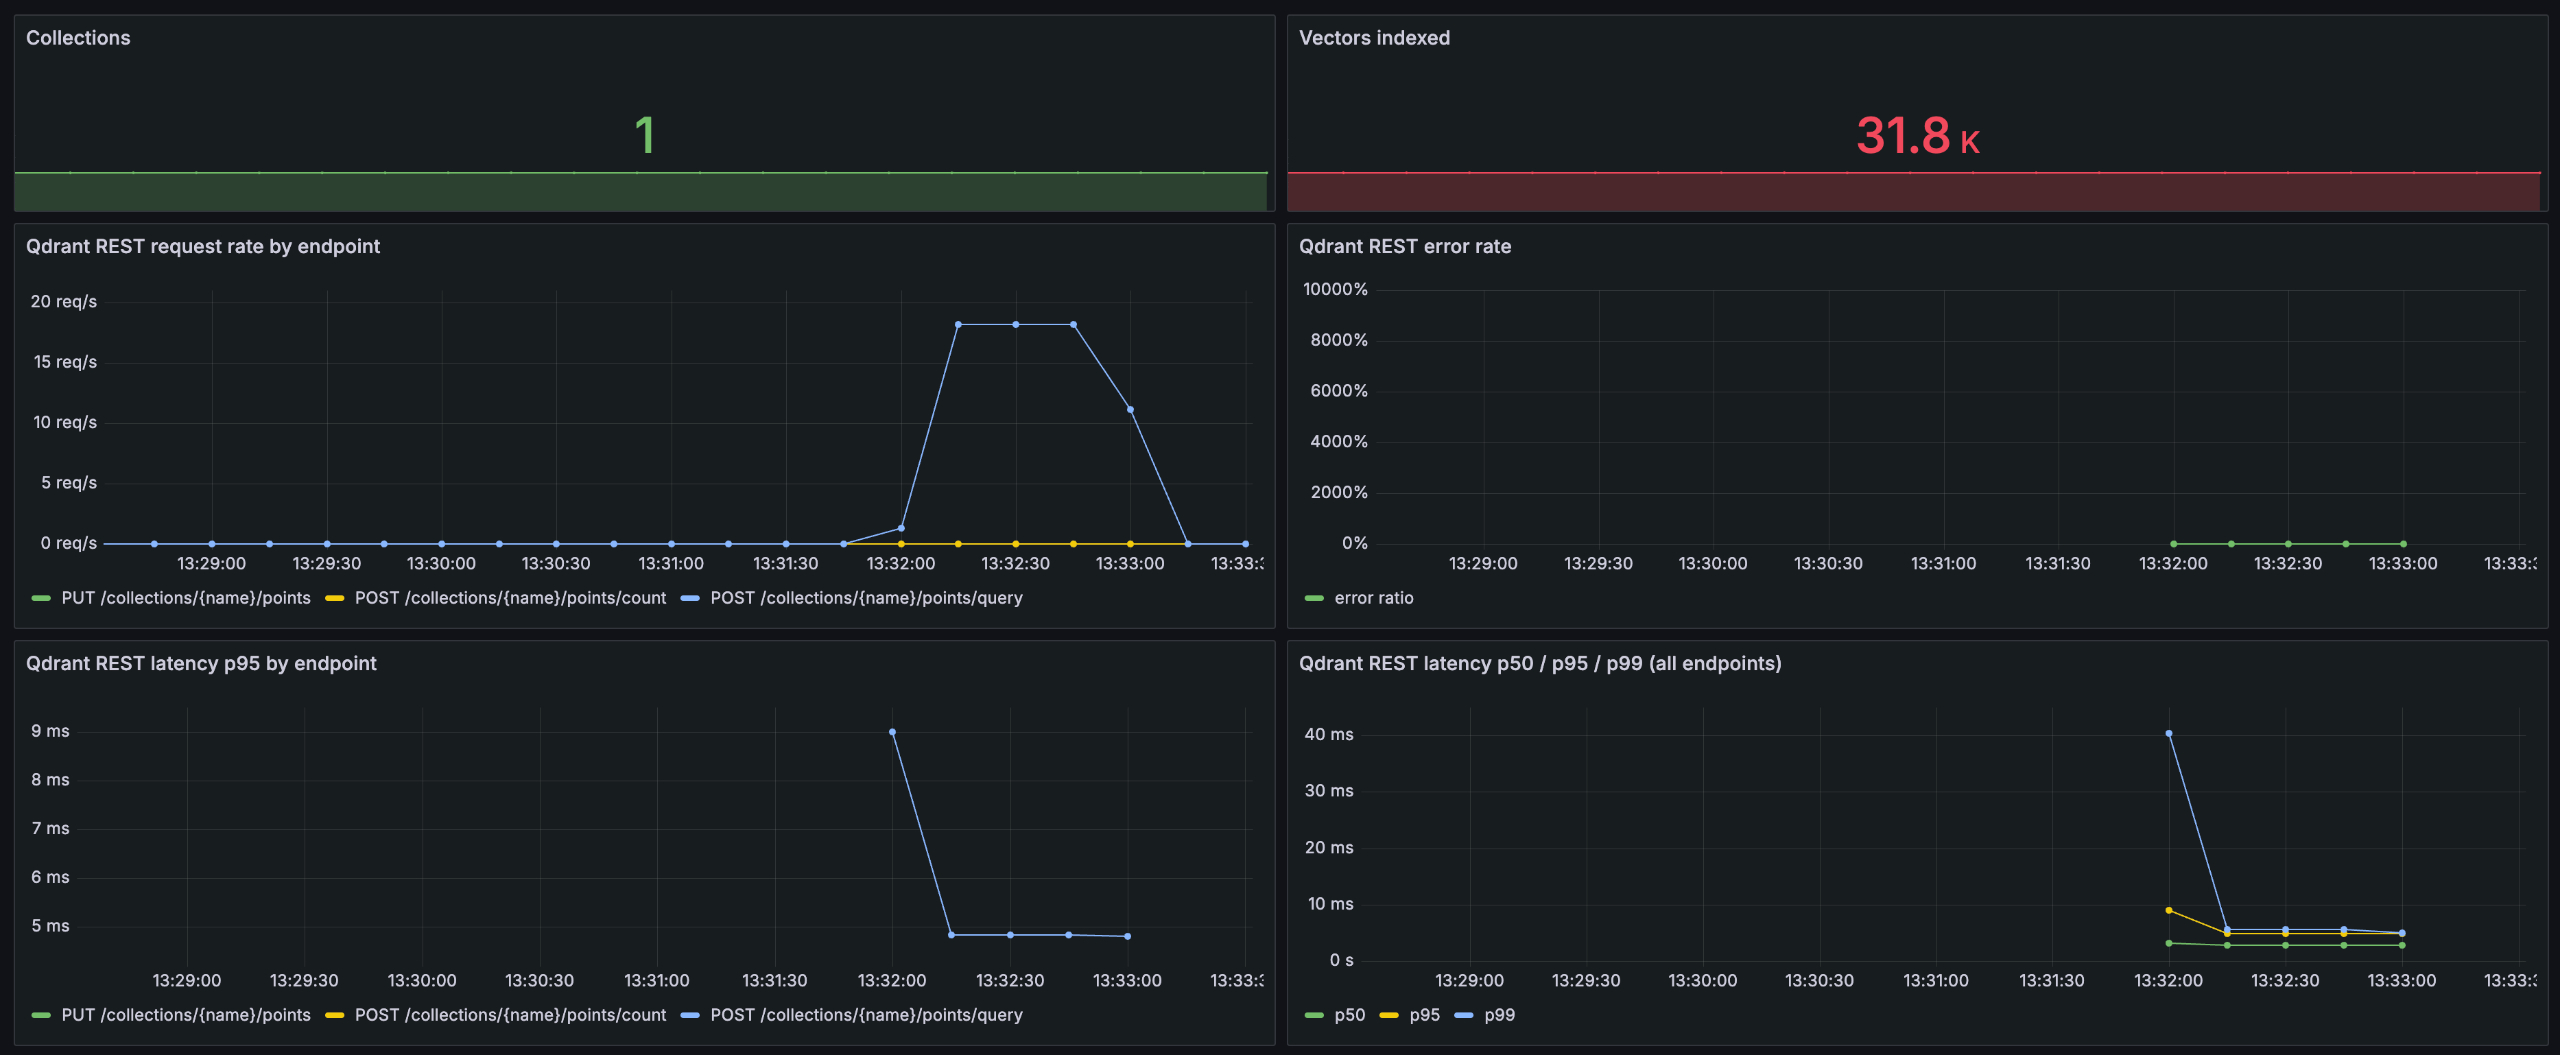 Collections
1
Vectors indexed
31.8 K
Qdrant REST request rate by endpoint
20 req/s
15 req/s
10 req/s
5 req/s
0 req/s
13:29:00 13:29:30 13:30:00 13:30:30 13:31:00 13:31:30 13:32:00 13:32:30 13:33:00 13:33:
PUT /collections/{name}/points POST /collections/{name}/points/count POST /collections/{name}/points/query
Qdrant REST error rate
10000%
8000%
6000%
4000%
2000%
0%
13:29:00 13:29:30 13:30:00 13:30:30 13:31:00 13:31:30 13:32:00 13:32:30 13:33:00 13:33:
error ratio
Qdrant REST latency p95 by endpoint
9 ms
8 ms
7 ms
6 ms
5 ms
13:29:00 13:29:30 13:30:00 13:30:30 13:31:00 13:31:30 13:32:00 13:32:30 13:33:00 13:33:
PUT /collections/{name}/points POST /collections/{name}/points/count POST /collections/{name}/points/query
Qdrant REST latency p50 / p95 / p99 (all endpoints)
40 ms
30 ms
20 ms
10 ms
0 s
13:29:00 13:29:30 13:30:00 13:30:30 13:31:00 13:31:30 13:32:00 13:32:30 13:33:00 13:33:
p50 p95 p99